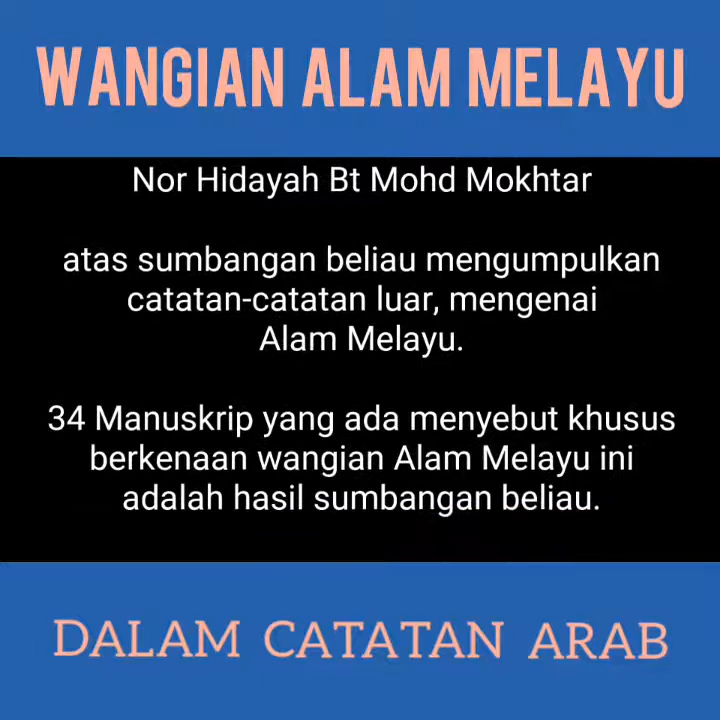 WANGIAN ALAM MELAYU
Nor Hidayah Bt Mohd Mokhtar
atas sumbangan beliau mengumpulkan
catatan-catatan luar, mengenai
Alam Melayu.
34 Manuskrip yang ada menyebut khusus
berkenaan wangian Alam Melayu ini
adalah hasil sumbangan beliau.
DALAM CATATAN ARAB